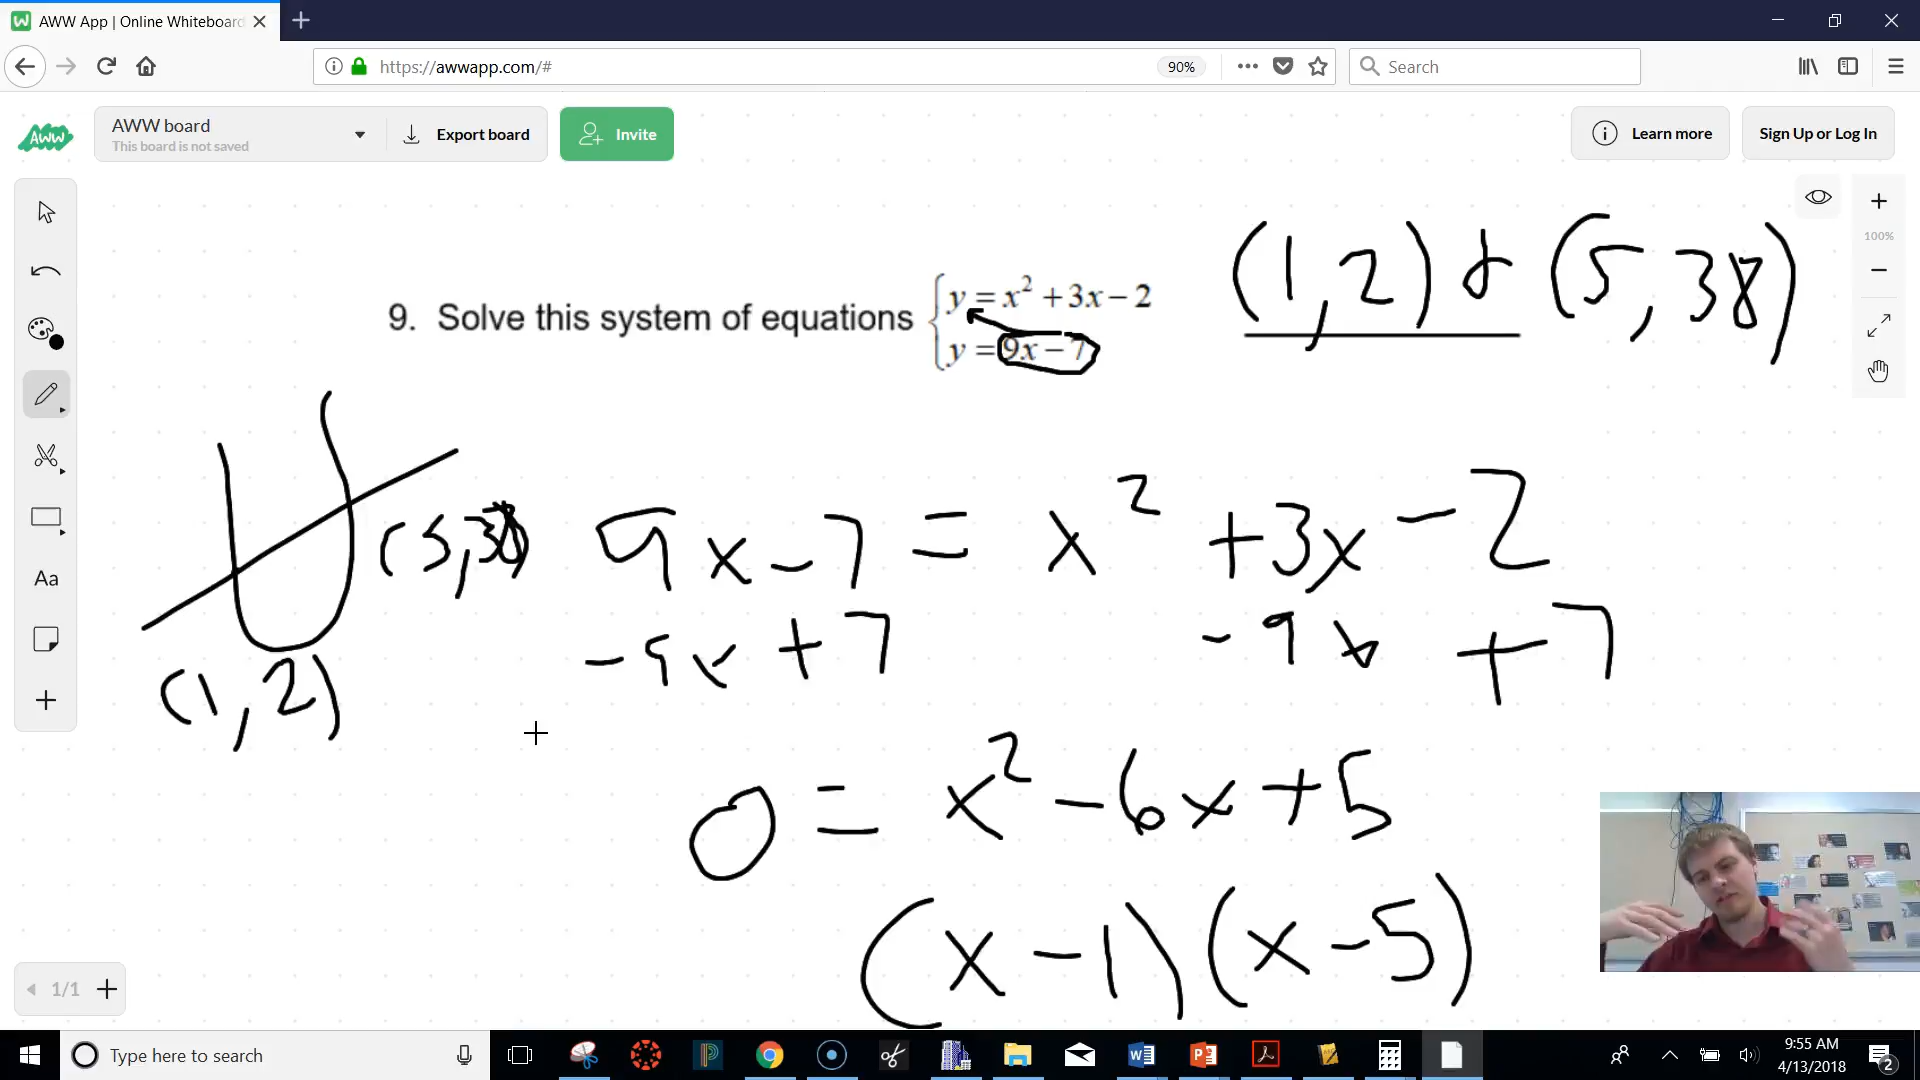 AWW App | Online Whiteboard
https://awwapp.com/#
90%
Search
AWW
AWW board
This board is not saved
Export board
Invite
Learn more
Sign Up or Log In
100%
(1,2) & (5,38)
9. Solve this system of equations { y = x² + 3x − 2
y = 9x − 7
(5,38)
9x − 7 = x² + 3x − 2
−9x + 7 −9x + 7
(1,2)
Aa
0 = x² − 6x + 5
(x − 1)(x − 5)
1/1
Type here to search
9:55 AM
4/13/2018
2